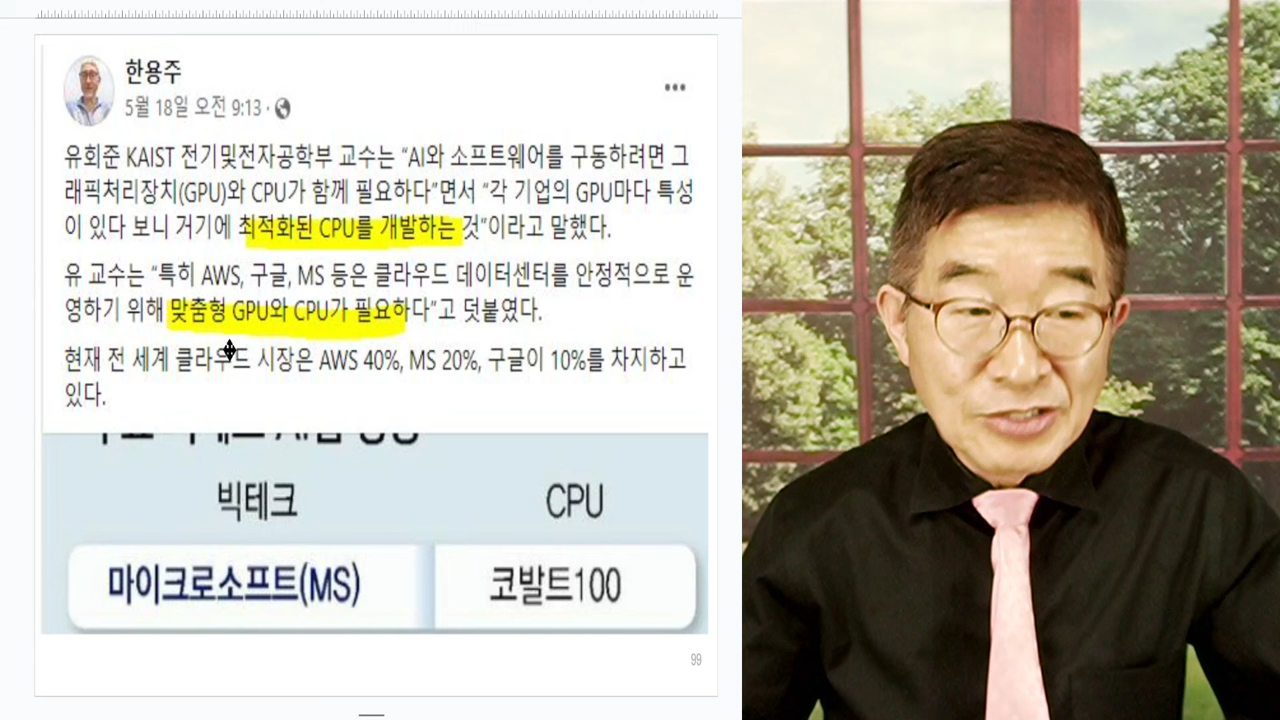 한용주
5월 18일 오전 9:13 ·
유회준 KAIST 전기및전자공학부 교수는 “AI와 소프트웨어를 구동하려면 그
래픽처리장치(GPU)와 CPU가 함께 필요하다”면서 “각 기업의 GPU마다 특성
이 있다 보니 거기에 최적화된 CPU를 개발하는 것”이라고 말했다.
유 교수는 “특히 AWS, 구글, MS 등은 클라우드 데이터센터를 안정적으로 운
영하기 위해 맞춤형 GPU와 CPU가 필요하다”고 덧붙였다.
현재 전 세계 클라우드 시장은 AWS 40%, MS 20%, 구글이 10%를 차지하고
있다.
빅테크 CPU
마이크로소프트(MS) 코발트100
99